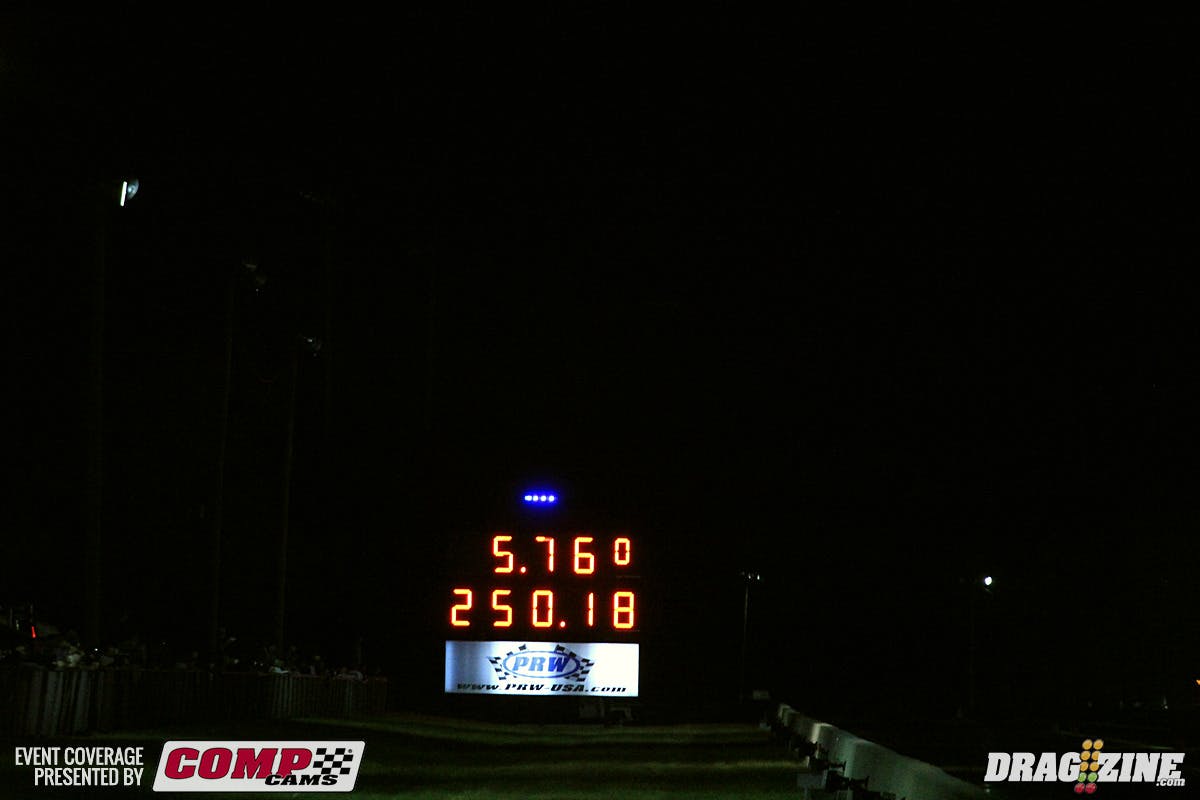 5.760
250.18
PRW
www.PRW-USA.com
EVENT COVERAGE
PRESENTED BY
COMP
CAMS
DRAGZINE
.com